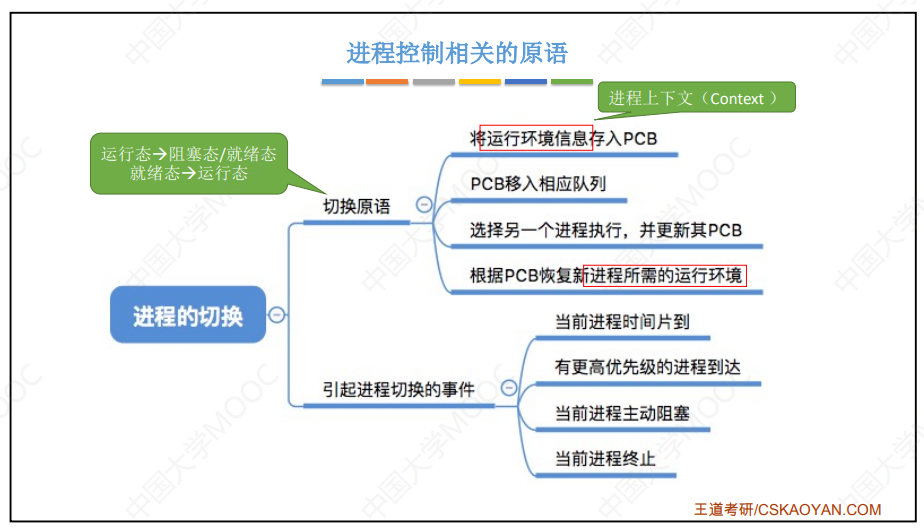 进程控制相关的原语
进程上下文（Context ）
运行态→阻塞态/就绪态
就绪态→运行态
将运行环境信息存入PCB
PCB移入相应队列
切换原语
选择另一个进程执行，并更新其PCB
根据PCB恢复新进程所需的运行环境
进程的切换
当前进程时间片到
有更高优先级的进程到达
引起进程切换的事件
当前进程主动阻塞
当前进程终止
王道考研/CSKAOYAN.COM
中国大学MOOC